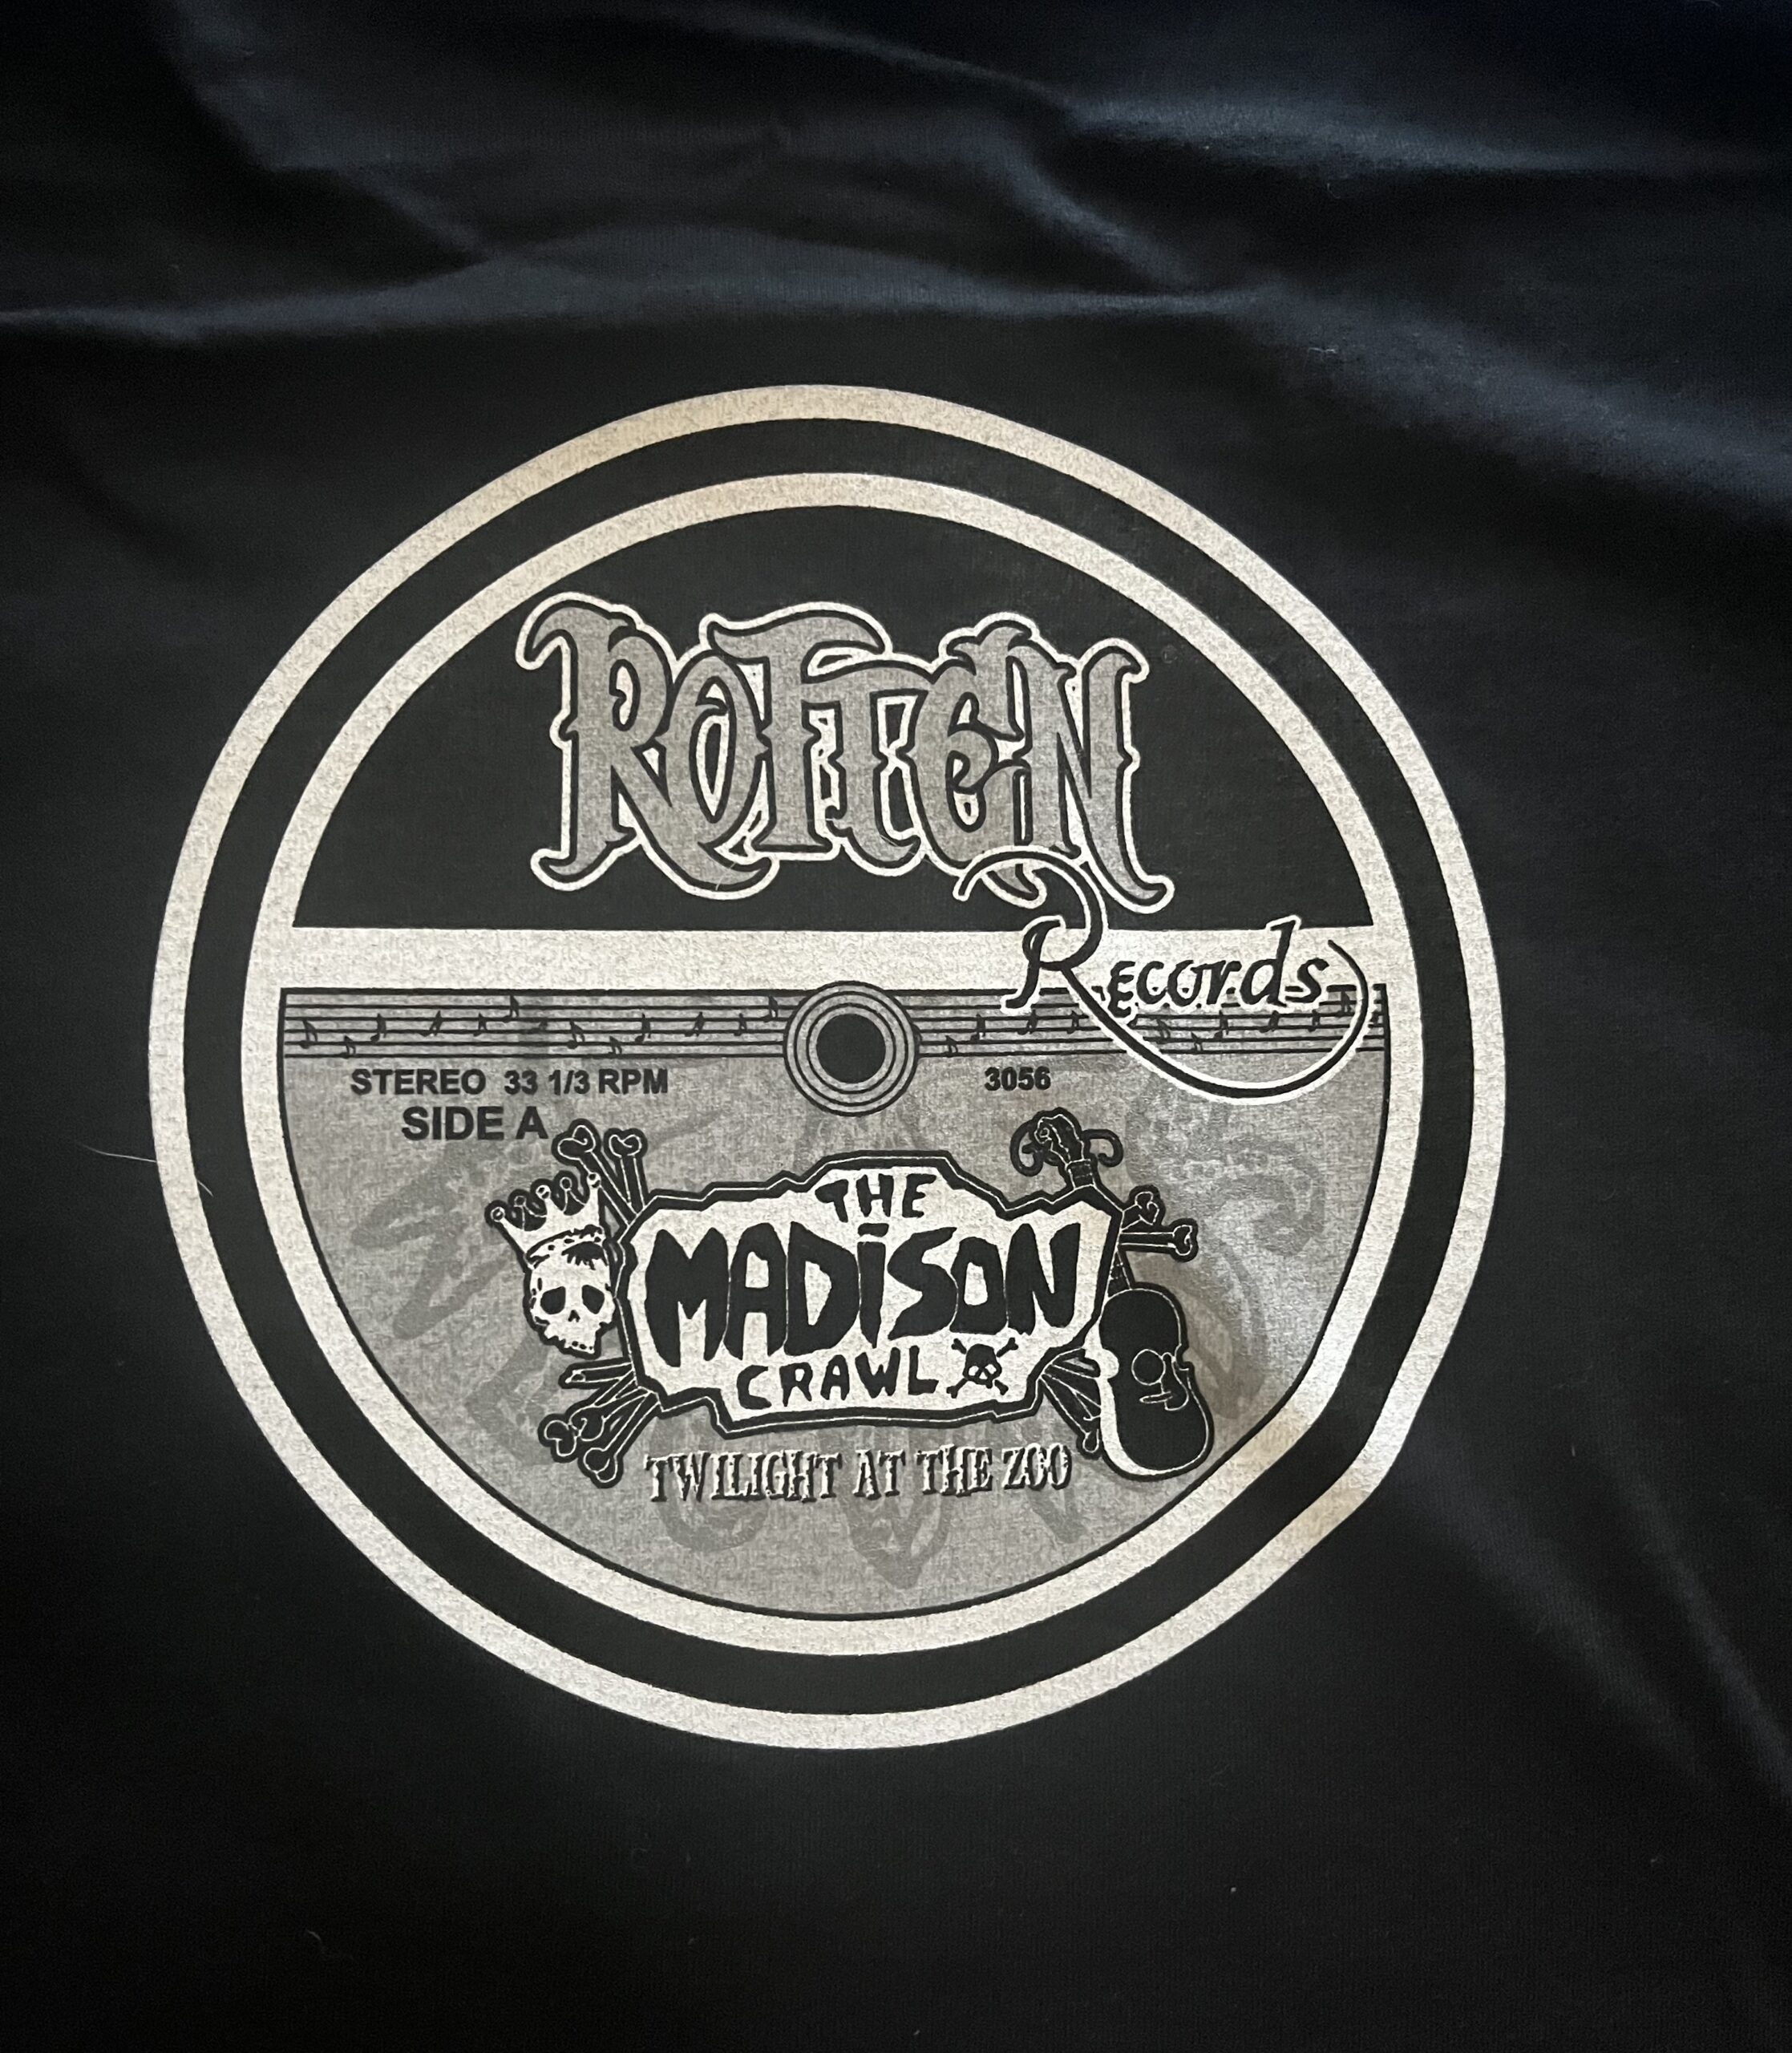 ROTTEN
Records
STEREO 33 1/3 RPM
3056
SIDE A
THE
MADISON
CRAWL
TWILIGHT AT THE ZOO